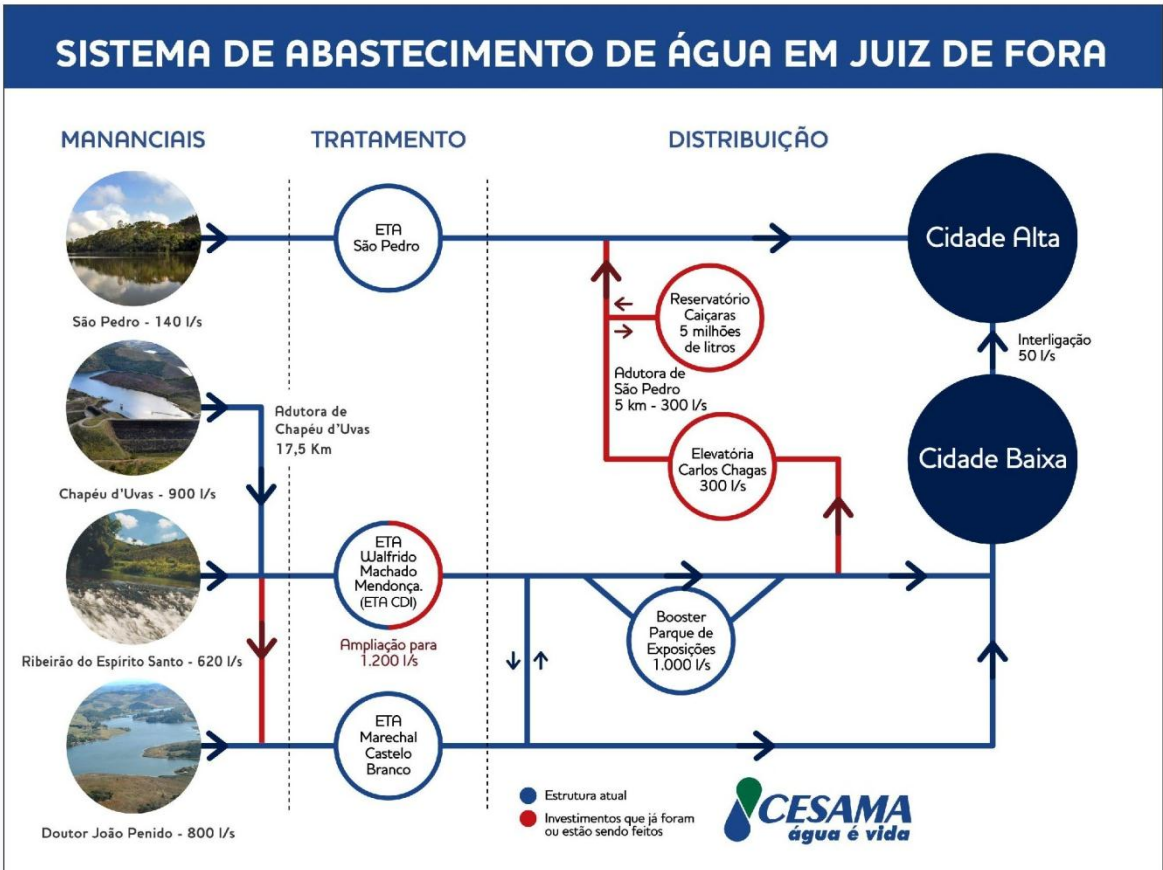 SISTEMA DE ABASTECIMENTO DE ÁGUA EM JUIZ DE FORA
MANANCIAIS
TRATAMENTO
DISTRIBUIÇÃO
São Pedro - 140 l/s
Chapéu d'Uvas - 900 l/s
Ribeirão do Espírito Santo - 620 l/s
Doutor João Penido - 800 l/s
Adutora de
Chapéu d'Uvas
17,5 Km
ETA
São Pedro
ETA
Walfrido
Machado
Mendonça.
(ETA CDI)
Ampliação para
1.200 l/s
ETA
Marechal
Castelo
Branco
Reservatório
Caiçaras
5 milhões
de litros
Adutora de
São Pedro
5 km - 300 l/s
Elevatória
Carlos Chagas
300 l/s
Booster
Parque de
Exposições
1.000 l/s
Cidade Alta
Interligação
50 l/s
Cidade Baixa
Estrutura atual
Investimentos que já foram
ou estão sendo feitos
CESAMA
água é vida